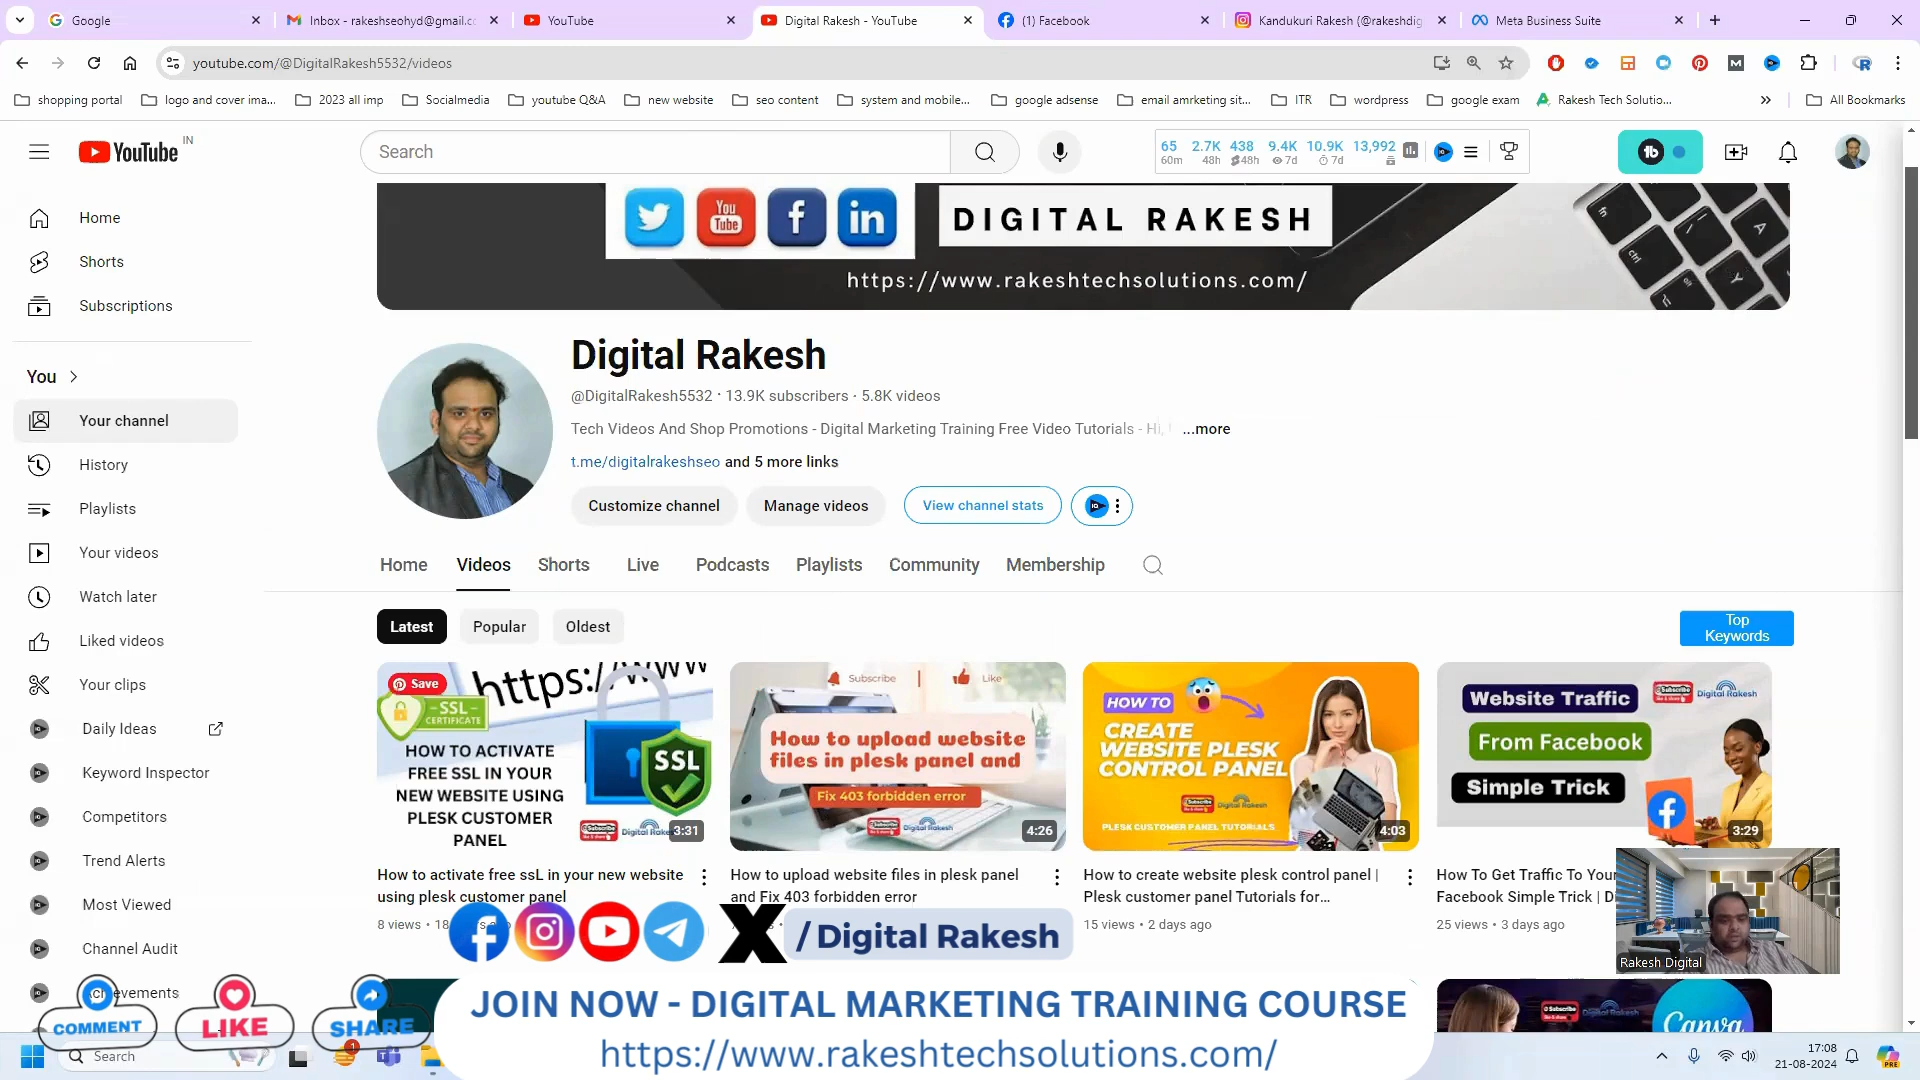 Google
Inbox - rakeshseohyd@gmail.c
YouTube
Digital Rakesh - YouTube
(1) Facebook
Kandukuri Rakesh (@rakeshdig
Meta Business Suite
youtube.com/@DigitalRakesh5532/videos
shopping portal
logo and cover ima...
2023 all imp
Socialmedia
youtube Q&A
new website
seo content
system and mobile...
google adsense
email amrketing sit...
ITR
wordpress
google exam
Rakesh Tech Solutio...
All Bookmarks
YouTube IN
Search
65 2.7K 438 9.4K 10.9K 13,992
60m 48h 48h 7d 7d
Home
Shorts
Subscriptions
You
Your channel
History
Playlists
Your videos
Watch later
Liked videos
Your clips
Daily Ideas
Keyword Inspector
Competitors
Trend Alerts
Most Viewed
Channel Audit
Achievements
You Tube
DIGITAL RAKESH
https://www.rakeshtechsolutions.com/
Digital Rakesh
@DigitalRakesh5532 · 13.9K subscribers · 5.8K videos
Tech Videos And Shop Promotions - Digital Marketing Training Free Video Tutorials - Hi, ...more
t.me/digitalrakeshseo and 5 more links
Customize channel
Manage videos
View channel stats
Home
Videos
Shorts
Live
Podcasts
Playlists
Community
Membership
Latest
Popular
Oldest
Top
Keywords
Save
https://www
-SSL-
CERTIFICATE
HOW TO ACTIVATE
FREE SSL IN YOUR
NEW WEBSITE USING
PLESK CUSTOMER
PANEL
SSL
3:31
How to activate free ssL in your new website
using plesk customer panel
8 views
Subscribe
Like
How to upload website
files in plesk panel and
Fix 403 forbidden error
4:26
How to upload website files in plesk panel
and Fix 403 forbidden error
HOW TO
CREATE
WEBSITE PLESK
CONTROL PANEL
PLESK CUSTOMER PANEL TUTORIALS
4:03
How to create website plesk control panel |
Plesk customer panel Tutorials for...
15 views • 2 days ago
Website Traffic
From Facebook
Simple Trick
Subscribe
Digital Rakesh
3:29
How To Get Traffic To Your
Facebook Simple Trick | D
25 views • 3 days ago
Rakesh Digital
/ Digital Rakesh
Canva
COMMENT
LIKE
SHARE
JOIN NOW - DIGITAL MARKETING TRAINING COURSE
https://www.rakeshtechsolutions.com/
Search
17:08
21-08-2024